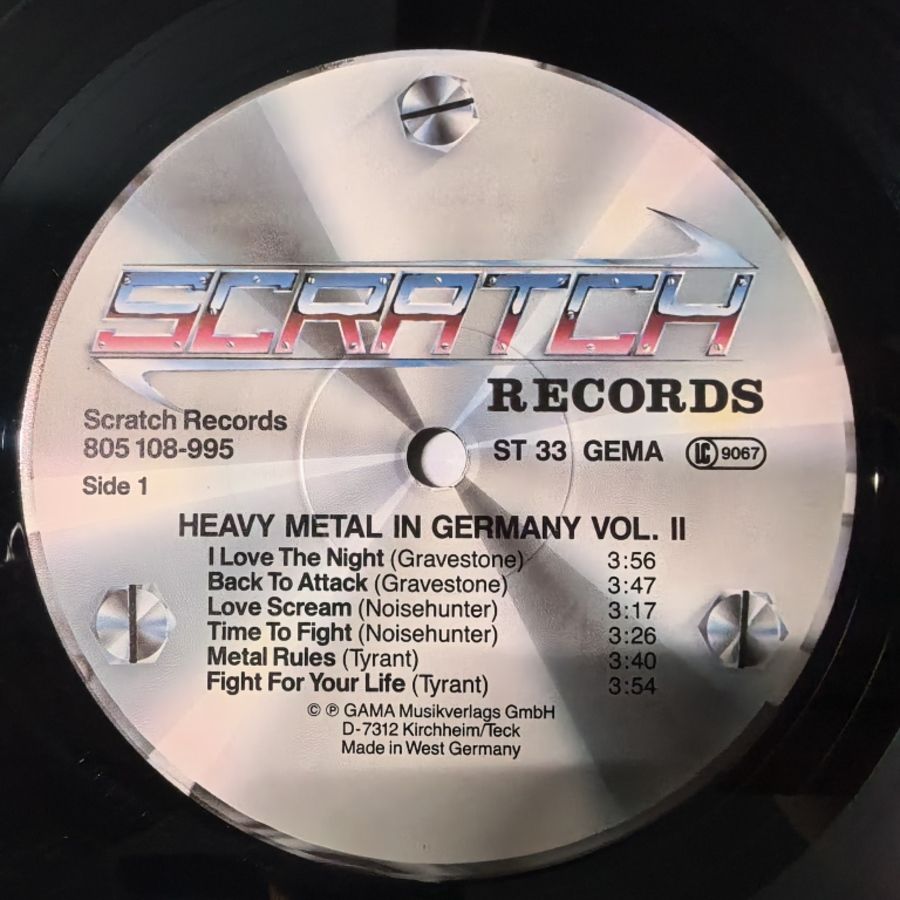 SCRATCH
RECORDS
Scratch Records
805 108-995
ST 33 GEMA LC 9067
Side 1
HEAVY METAL IN GERMANY VOL. II
I Love The Night (Gravestone) 3:56
Back To Attack (Gravestone) 3:47
Love Scream (Noisehunter) 3:17
Time To Fight (Noisehunter) 3:26
Metal Rules (Tyrant) 3:40
Fight For Your Life (Tyrant) 3:54
© ℗ GAMA Musikverlags GmbH
D-7312 Kirchheim/Teck
Made in West Germany